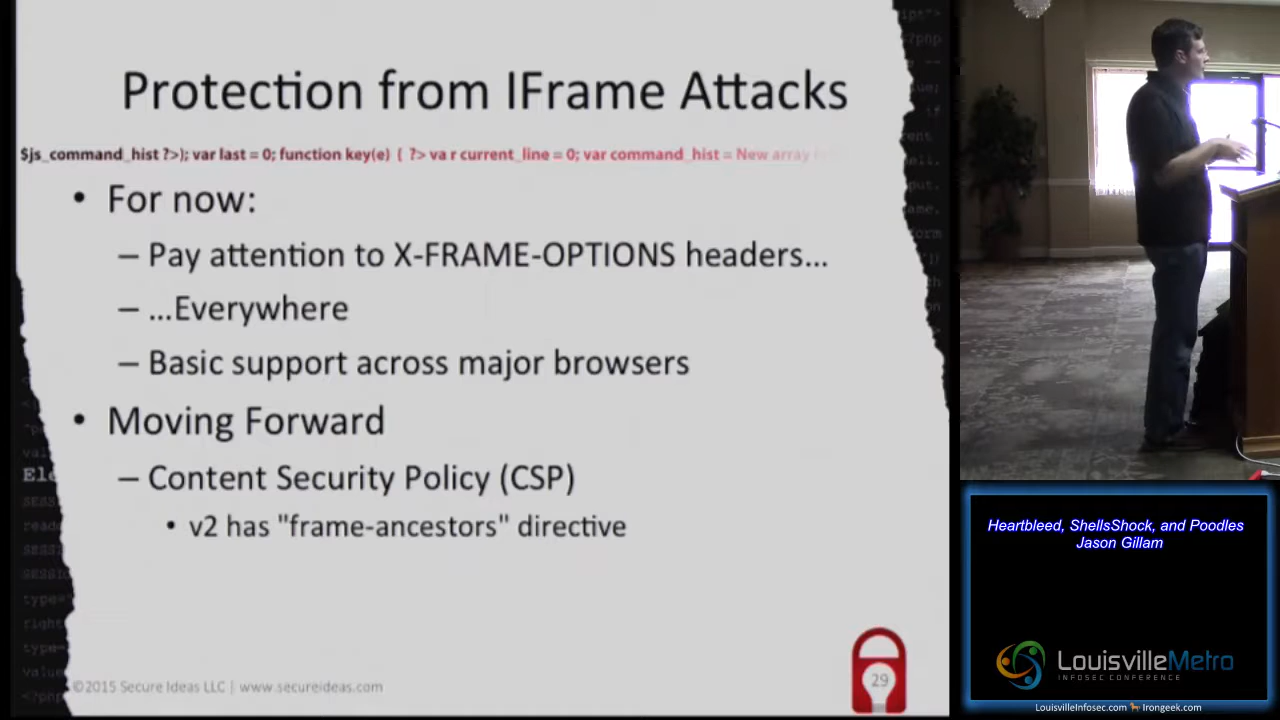 Protection from IFrame Attacks
$js_command_hist ?>); var last = 0; function key(e) { ?> va r current_line = 0; var command_hist = New array
• For now:
– Pay attention to X-FRAME-OPTIONS headers...
– ...Everywhere
– Basic support across major browsers
• Moving Forward
– Content Security Policy (CSP)
• v2 has "frame-ancestors" directive
©2015 Secure Ideas LLC | www.secureideas.com
29
Heartbleed, ShellsShock, and Poodles
Jason Gillam
LouisvilleMetro
INFOSEC CONFERENCE
LouisvilleInfosec.com Irongeek.com